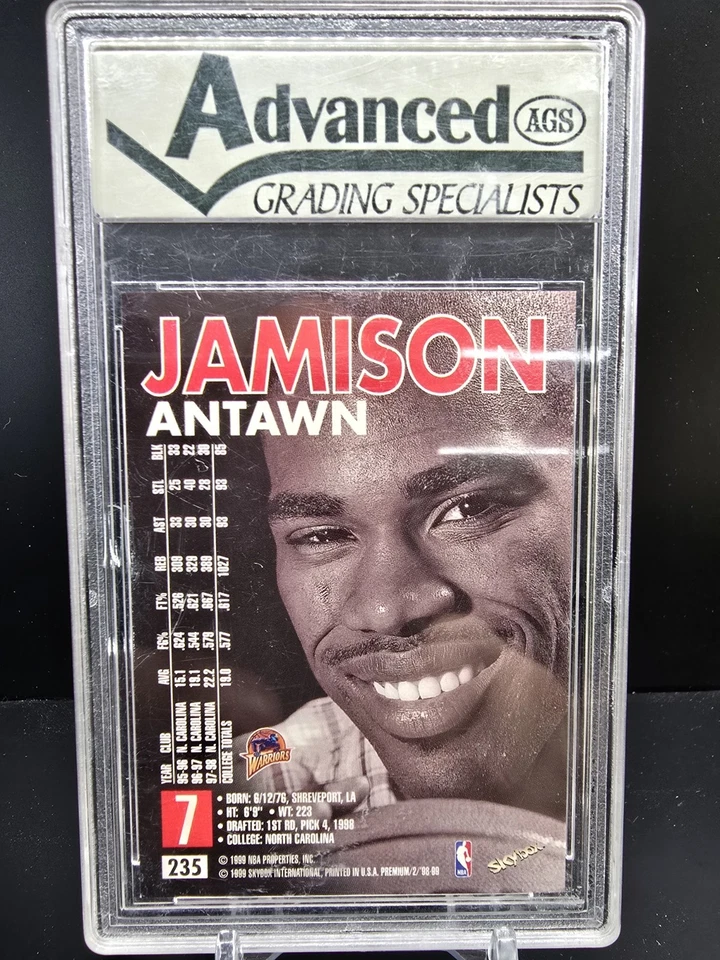 Advanced AGS
GRADING SPECIALISTS
JAMISON
ANTAWN
YEAR CLUB AVG FG% FT% REB AST STL BLK
95-96 N. CAROLINA 15.1 .624 .526 309 33 25 33
96-97 N. CAROLINA 19.1 .544 .621 329 30 40 22
97-98 N. CAROLINA 22.2 .579 .667 389 30 28 30
COLLEGE TOTALS 19.0 .577 .617 1027 93 93 85
WARRIORS
7
• BORN: 6/12/76, SHREVEPORT, LA
• HT: 6'9" • WT: 223
• DRAFTED: 1ST RD, PICK 4, 1998
• COLLEGE: NORTH CAROLINA
235
© 1999 NBA PROPERTIES, INC.
© 1999 SKYBOX INTERNATIONAL, PRINTED IN U.S.A. PREMIUM/2/'98-99
NBA
SkyBox